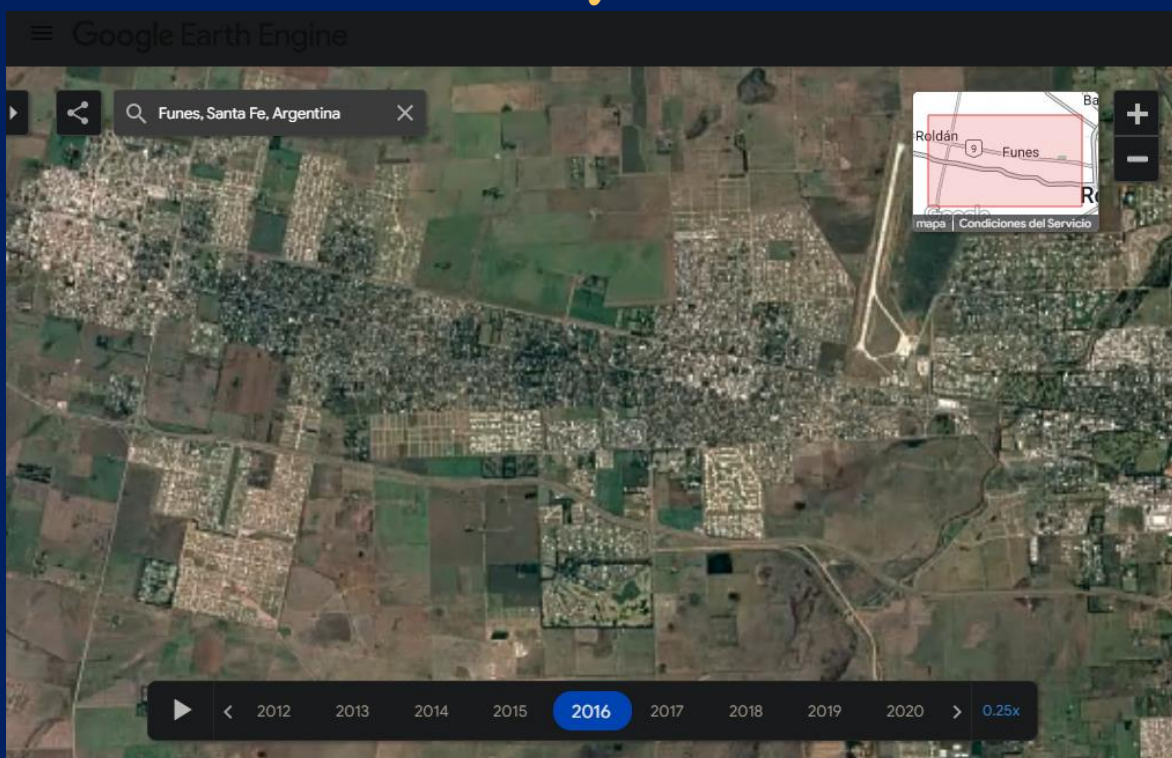 Google Earth Engine
Funes, Santa Fe, Argentina
Ba
Roldán
9
Funes
R
Google
mapa
Condiciones del Servicio
2012
2013
2014
2015
2016
2017
2018
2019
2020
0.25x